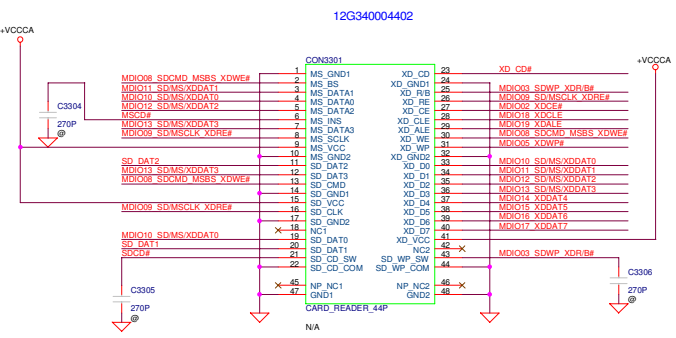 12G340004402
+VCCCA
+VCCCA
CON3301
1 MS_GND1 XD_CD 23 XD_CD#
MDIO08_SDCMD_MSBS_XDWE# 2 MS_BS XD_GND1 24
MDIO11_SD/MS/XDDAT1 3 MS_DATA1 XD_R/B 25 MDIO03_SDWP_XDR/B#
MDIO10_SD/MS/XDDAT0 4 MS_DATA0 XD_RE 26 MDIO09_SD/MSCLK_XDRE#
MDIO12_SD/MS/XDDAT2 5 MS_DATA2 XD_CE 27 MDIO02_XDCE#
MSCD# 6 MS_INS XD_CLE 28 MDIO18_XDCLE
MDIO13_SD/MS/XDDAT3 7 MS_DATA3 XD_ALE 29 MDIO19_XDALE
MDIO09_SD/MSCLK_XDRE# 8 MS_SCLK XD_WE 30 MDIO08_SDCMD_MSBS_XDWE#
9 MS_VCC XD_WP 31 MDIO05_XDWP#
10 MS_GND2 XD_GND2 32
SD_DAT2 11 SD_DAT2 XD_D0 33 MDIO10_SD/MS/XDDAT0
MDIO13_SD/MS/XDDAT3 12 SD_DAT3 XD_D1 34 MDIO11_SD/MS/XDDAT1
MDIO08_SDCMD_MSBS_XDWE# 13 SD_CMD XD_D2 35 MDIO12_SD/MS/XDDAT2
14 SD_GND1 XD_D3 36 MDIO13_SD/MS/XDDAT3
15 SD_VCC XD_D4 37 MDIO14_XDDAT4
MDIO09_SD/MSCLK_XDRE# 16 SD_CLK XD_D5 38 MDIO15_XDDAT5
17 SD_GND2 XD_D6 39 MDIO16_XDDAT6
18 NC1 XD_D7 40 MDIO17_XDDAT7
MDIO10_SD/MS/XDDAT0 19 SD_DAT0 XD_VCC 41
SD_DAT1 20 SD_DAT1 NC2 42
SDCD# 21 SD_CD_SW SD_WP_SW 43 MDIO03_SDWP_XDR/B#
22 SD_CD_COM SD_WP_COM 44
45 NP_NC1 NP_NC2 46
47 GND1 GND2 48
CARD_READER_44P
N/A
C3304
270P
@
C3305
270P
@
C3306
270P
@